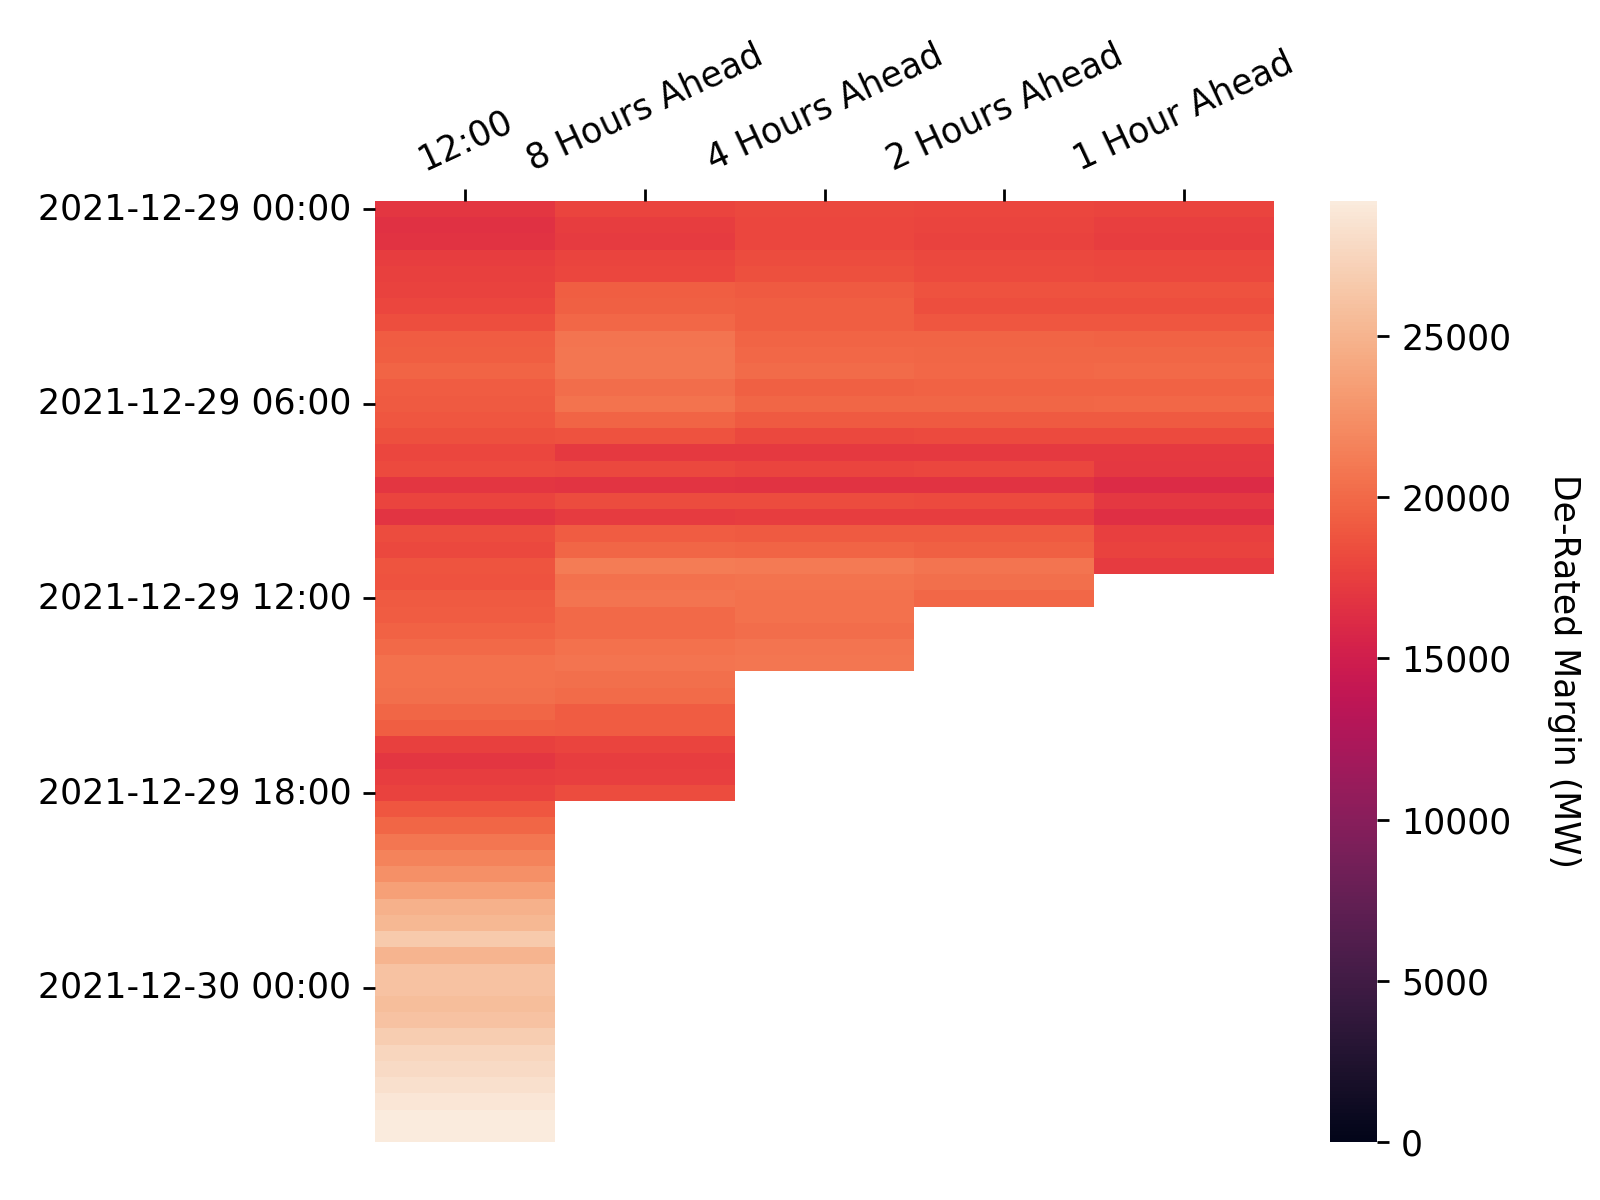 12:00
8 Hours Ahead
4 Hours Ahead
2 Hours Ahead
1 Hour Ahead
2021-12-29 00:00
2021-12-29 06:00
2021-12-29 12:00
2021-12-29 18:00
2021-12-30 00:00
25000
20000
15000
10000
5000
0
De-Rated Margin (MW)